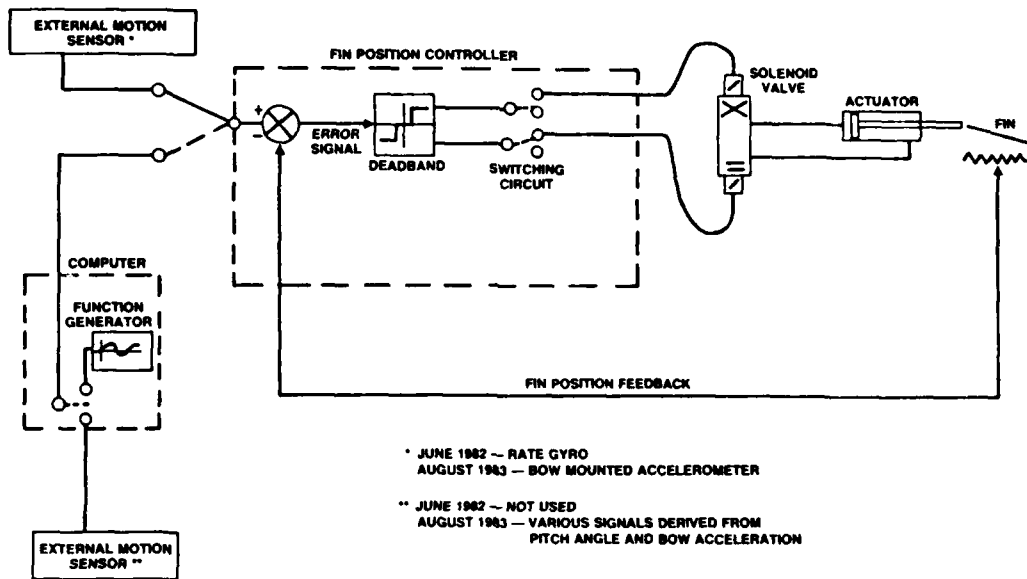 EXTERNAL MOTION
SENSOR *
FIN POSITION CONTROLLER
+
−
ERROR
SIGNAL
DEADBAND
SWITCHING
CIRCUIT
SOLENOID
VALVE
ACTUATOR
FIN
COMPUTER
FUNCTION
GENERATOR
FIN POSITION FEEDBACK
EXTERNAL MOTION
SENSOR **
* JUNE 1982 — RATE GYRO
AUGUST 1983 — BOW MOUNTED ACCELEROMETER
** JUNE 1982 — NOT USED
AUGUST 1983 — VARIOUS SIGNALS DERIVED FROM
PITCH ANGLE AND BOW ACCELERATION